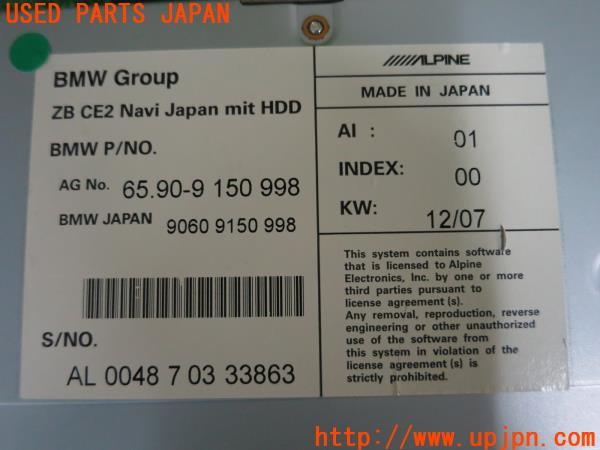 USED PARTS JAPAN
BMW Group
ZB CE2 Navi Japan mit HDD
BMW P/NO.
AG No. 65.90-9 150 998
BMW JAPAN 9060 9150 998
S/NO.
AL 0048 7 03 33863
ALPINE
MADE IN JAPAN
AI : 01
INDEX: 00
KW: 12/07
This system contains software
that is licensed to Alpine
Electronics, Inc. by one or more
third parties pursuant to
license agreement (s).
Any removal, reproduction, reverse
engineering or other unauthorized
use of the software from
this system in violation of the
license agreement (s) is
strictly prohibited.
http://www.upjpn.com